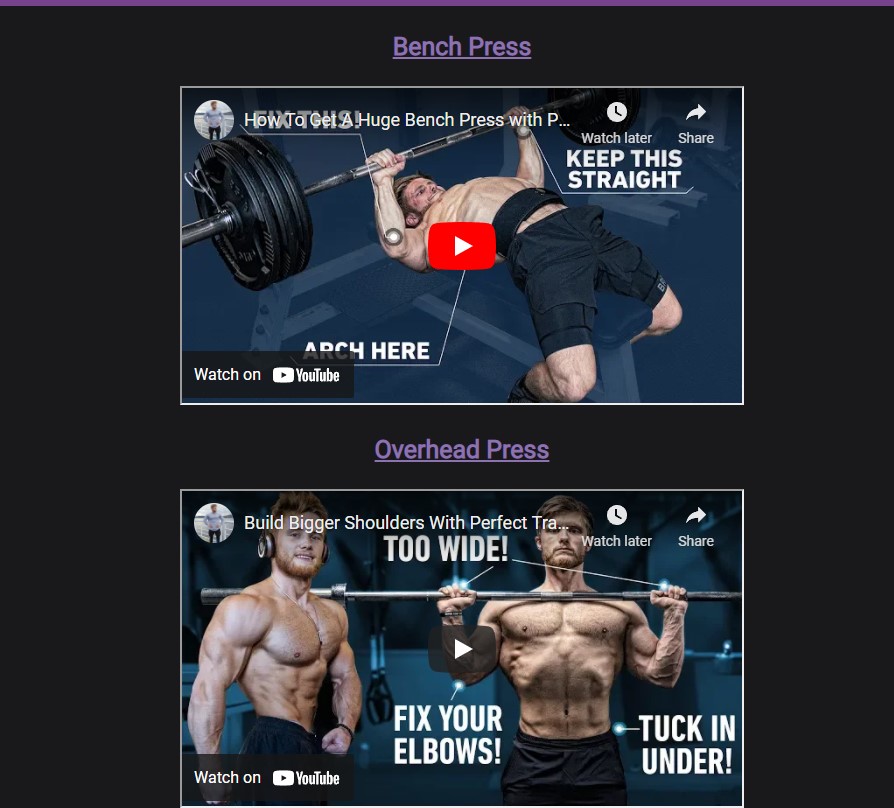 Bench Press
FIX THIS!
How To Get A Huge Bench Press with P...
Watch later
Share
KEEP THIS
STRAIGHT
ARCH HERE
Watch on YouTube
Overhead Press
Build Bigger Shoulders With Perfect Tra...
Watch later
Share
TOO WIDE!
FIX YOUR
ELBOWS!
TUCK IN
UNDER!
Watch on YouTube